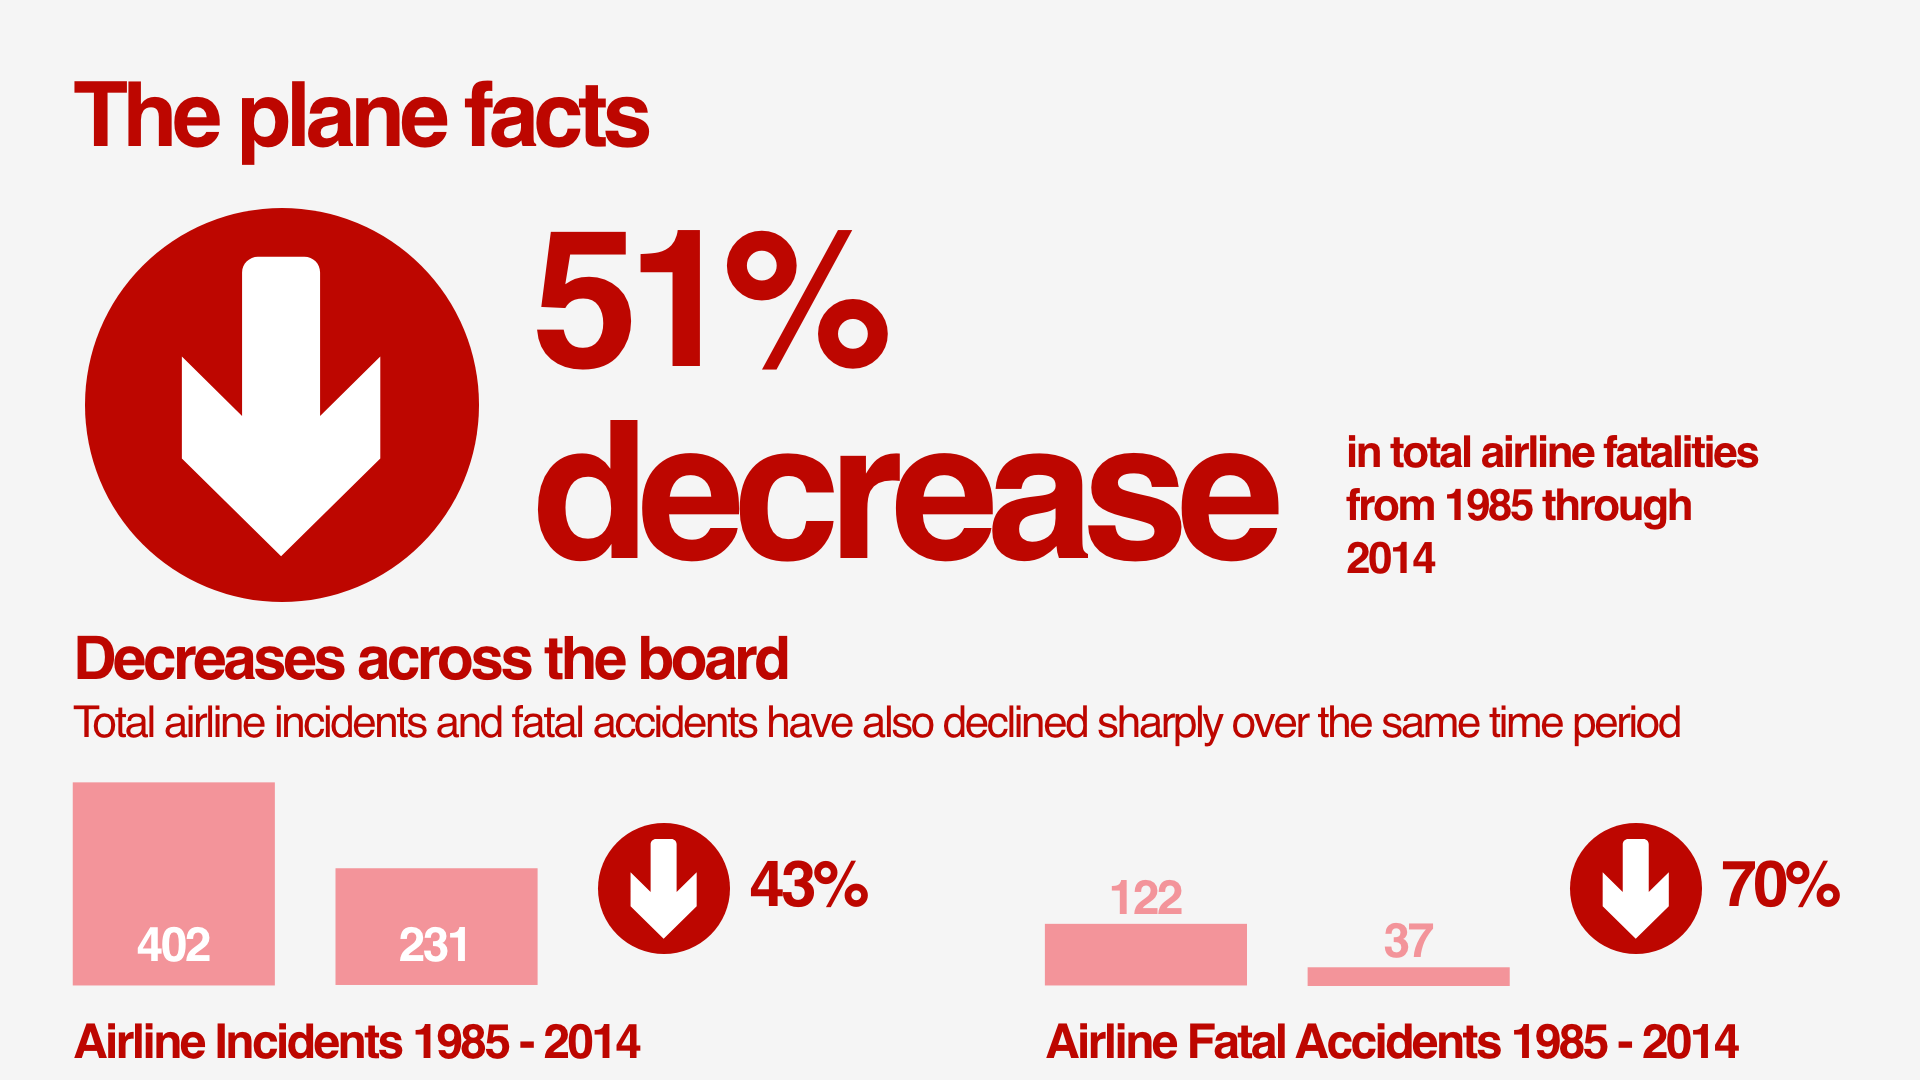 The plane facts
51%
decrease
in total airline fatalities
from 1985 through
2014
Decreases across the board
Total airline incidents and fatal accidents have also declined sharply over the same time period
402
231
43%
122
37
70%
Airline Incidents 1985 - 2014
Airline Fatal Accidents 1985 - 2014